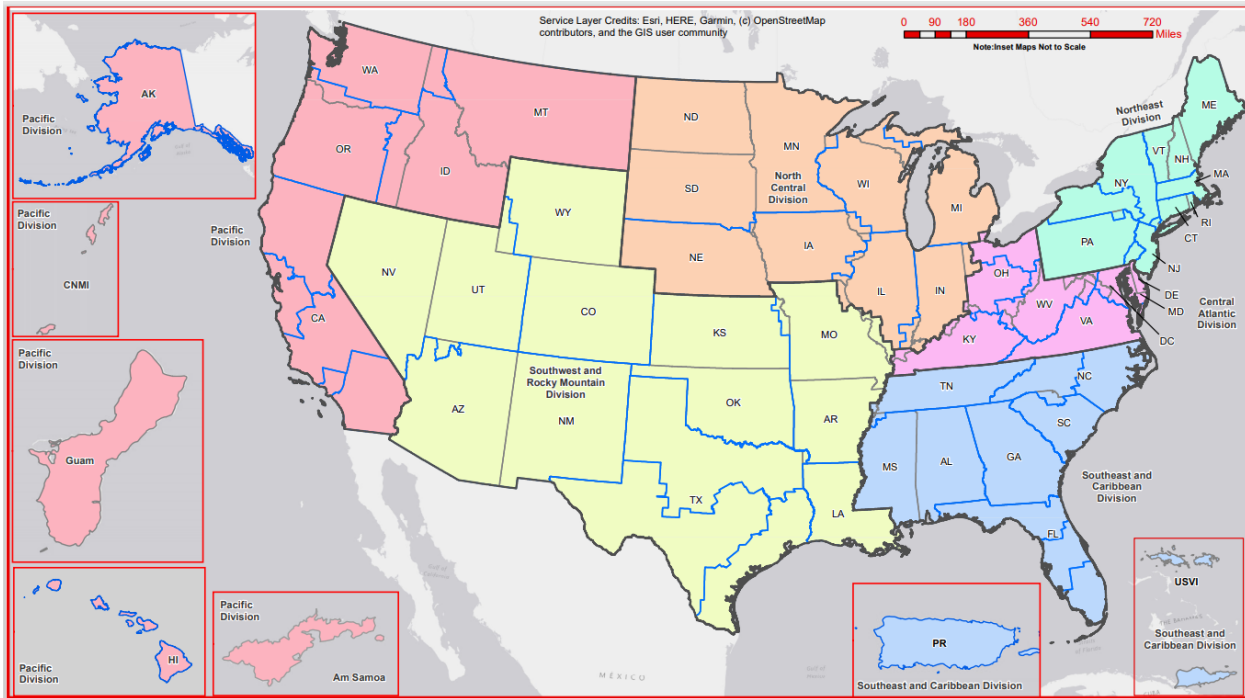 Service Layer Credits: Esri, HERE, Garmin, (c) OpenStreetMap
contributors, and the GIS user community
0 90 180 360 540 720
Miles
Note:Inset Maps Not to Scale
AK
Pacific
Division
Pacific
Division
CNMI
Pacific
Division
Guam
Pacific
Division
HI
Pacific
Division
Am Samoa
Pacific
Division
WA
OR
ID
MT
CA
NV
UT
WY
CO
AZ
NM
KS
OK
TX
MO
AR
LA
Southwest and
Rocky Mountain
Division
ND
SD
NE
MN
IA
WI
MI
IL
IN
North
Central
Division
Northeast
Division
ME
VT
NH
NY
MA
RI
CT
PA
NJ
OH
WV
KY
VA
DE
MD
DC
Central
Atlantic
Division
TN
NC
SC
MS
AL
GA
FL
Southeast and
Caribbean
Division
PR
Southeast and Caribbean Division
USVI
THE BAHAMAS
Southeast and
Caribbean Division
MÉXICO
Gulf of
California
CUBA